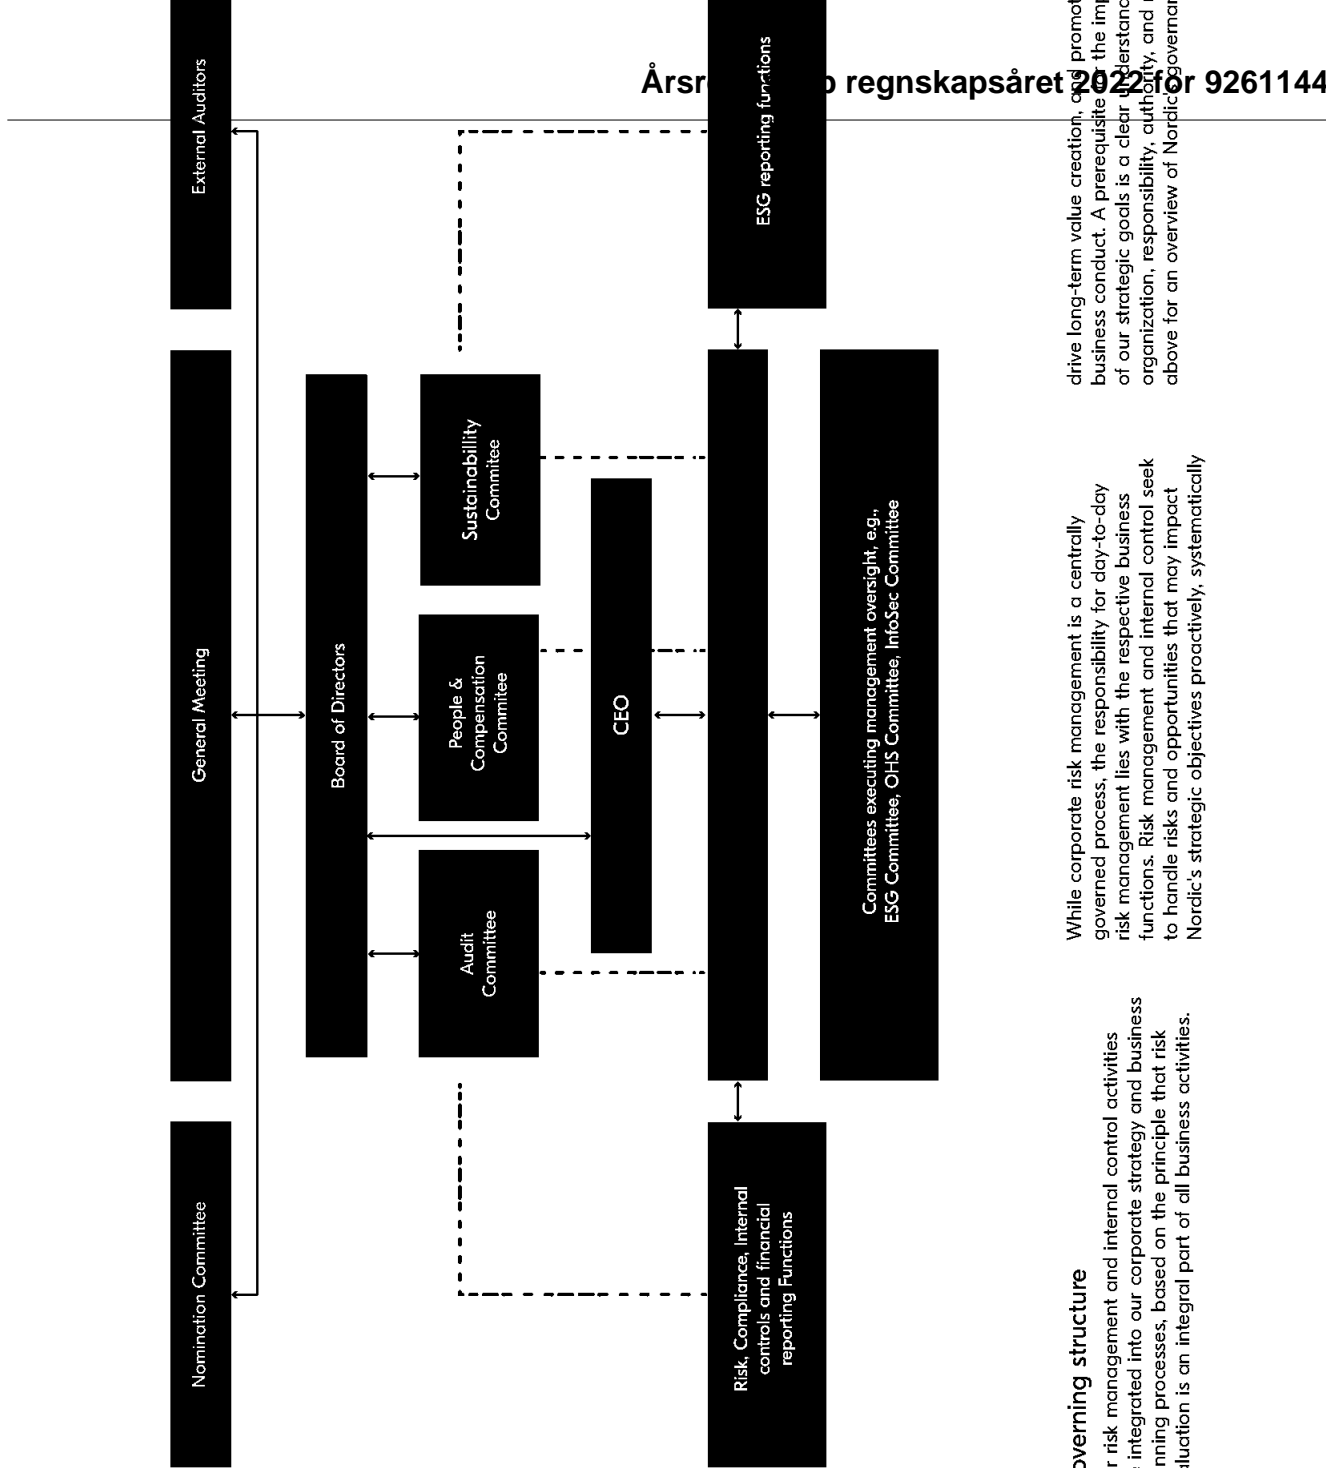 Årsr regnskapsåret 2022 for 9261144
Nomination Committee
General Meeting
External Auditors
Board of Directors
Audit
Committee
People &
Compensation
Commitee
Sustainabillity
Commitee
CEO
Risk, Compliance, Internal
controls and financial
reporting Functions
ESG reporting functions
Committees executing management oversight, e.g.,
ESG Committee, OHS Committee, InfoSec Committee
overning structure
r risk management and internal control activities
e integrated into our corporate strategy and business
nning processes, based on the principle that risk
aluation is an integral part of all business activities.
While corporate risk management is a centrally
governed process, the responsibility for day-to-day
risk management lies with the respective business
functions. Risk management and internal control seek
to handle risks and opportunities that may impact
Nordic's strategic objectives proactively, systematically
drive long-term value creation, and promot
business conduct. A prerequisite for the imp
of our strategic goals is a clear understand
organization, responsibility, authority, and
above for an overview of Nordic's governan